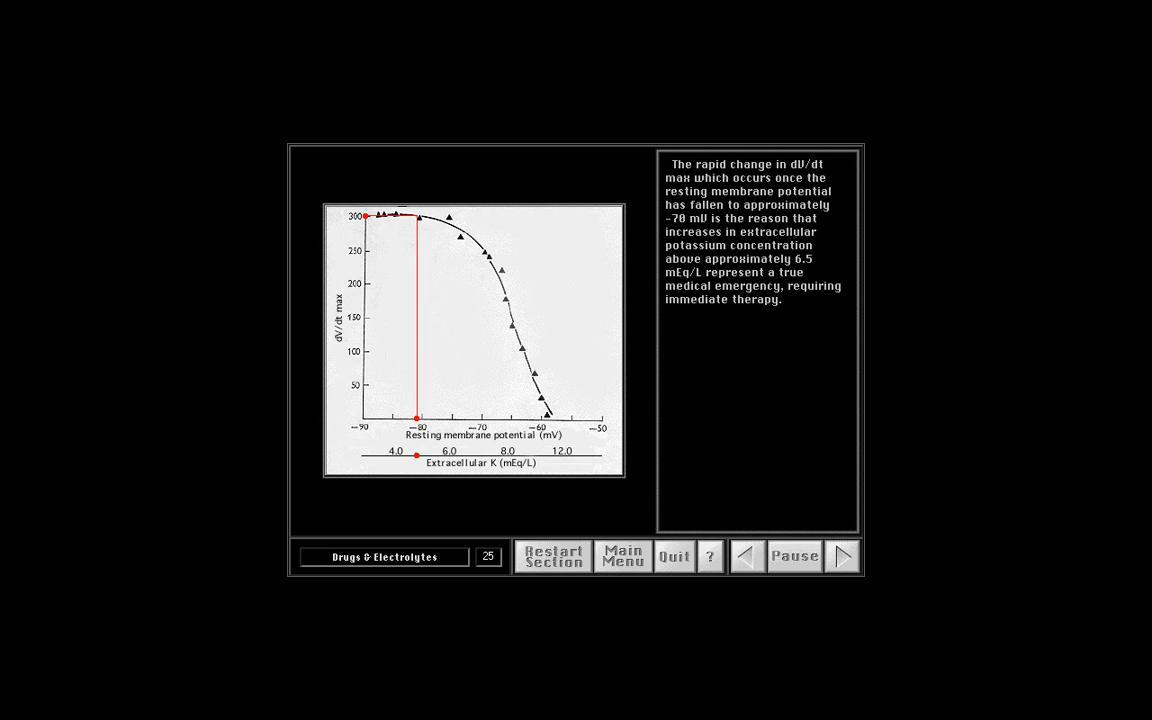 The rapid change in dV/dt
max which occurs once the
resting membrane potential
has fallen to approximately
-70 mV is the reason that
increases in extracellular
potassium concentration
above approximately 6.5
mEq/L represent a true
medical emergency, requiring
immediate therapy.
300
250
200
150
100
50
dV/dt max
—90 —80 —70 —60 —50
Resting membrane potential (mV)
4.0 6.0 8.0 12.0
Extracellular K (mEq/L)
Drugs & Electrolytes 25
Restart
Section
Main
Menu
Quit
?
Pause